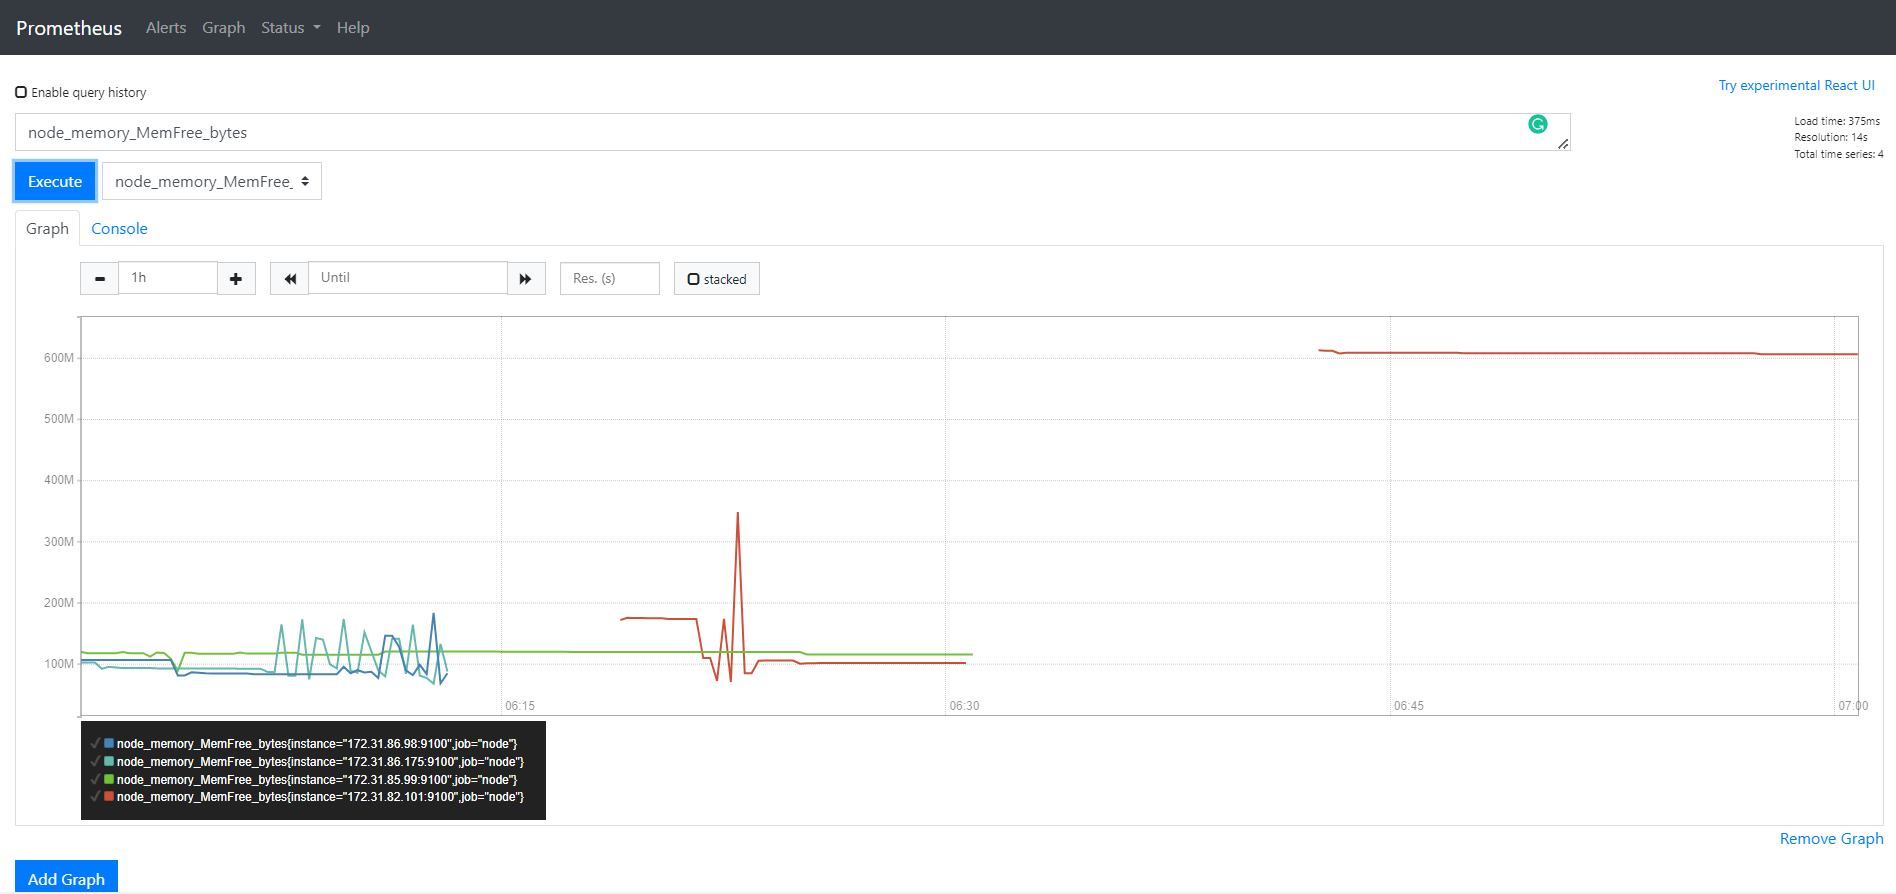 Prometheus Alerts Graph Status Help
Enable query history
Try experimental React UI
node_memory_MemFree_bytes
Load time: 375ms
Resolution: 14s
Total time series: 4
Execute node_memory_MemFree_
Graph Console
1h Until Res. (s) stacked
600M
500M
400M
300M
200M
100M
06:15 06:30 06:45 07:00
node_memory_MemFree_bytes{instance="172.31.86.98:9100",job="node"}
node_memory_MemFree_bytes{instance="172.31.86.175:9100",job="node"}
node_memory_MemFree_bytes{instance="172.31.85.99:9100",job="node"}
node_memory_MemFree_bytes{instance="172.31.82.101:9100",job="node"}
Remove Graph
Add Graph